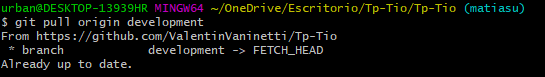 urban@DESKTOP-13939HR MINGW64 ~/OneDrive/Escritorio/Tp-Tio/Tp-Tio (matiasu)
$ git pull origin development
From https://github.com/ValentinVaninetti/Tp-Tio
 * branch            development -> FETCH_HEAD
Already up to date.